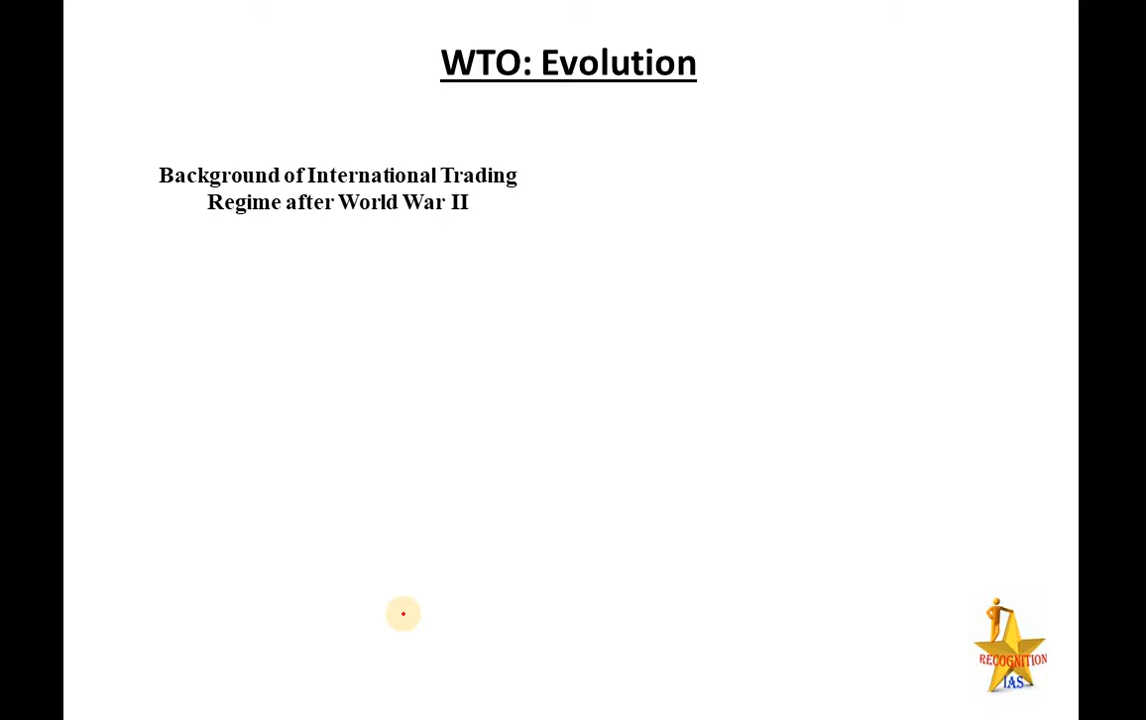 WTO: Evolution
Background of International Trading
Regime after World War II
RECOGNITION
IAS